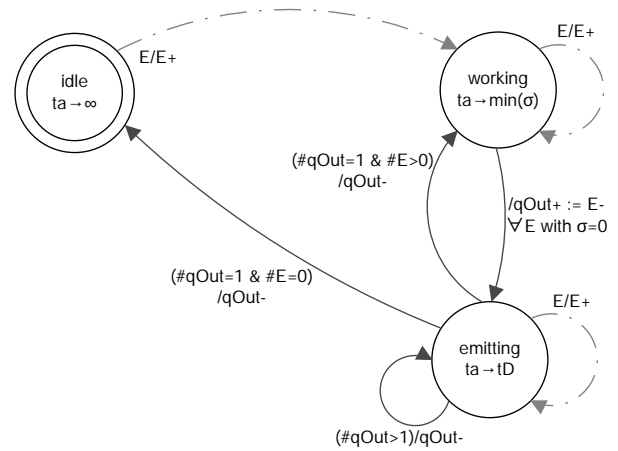 E/E+
E/E+
idle
ta→∞
working
ta→min(σ)
(#qOut=1 & #E>0)
/qOut-
/qOut+ := E-
∀E with σ=0
(#qOut=1 & #E=0)
/qOut-
E/E+
emitting
ta→tD
(#qOut>1)/qOut-